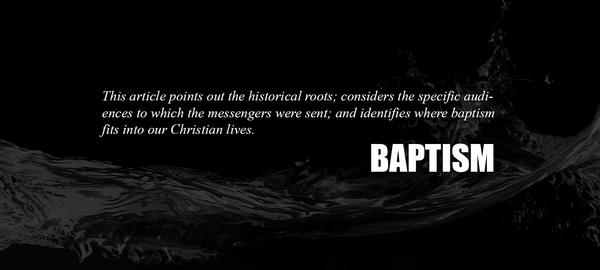 This article points out the historical roots; considers the specific audi-
ences to which the messengers were sent; and identifies where baptism
fits into our Christian lives.
BAPTISM